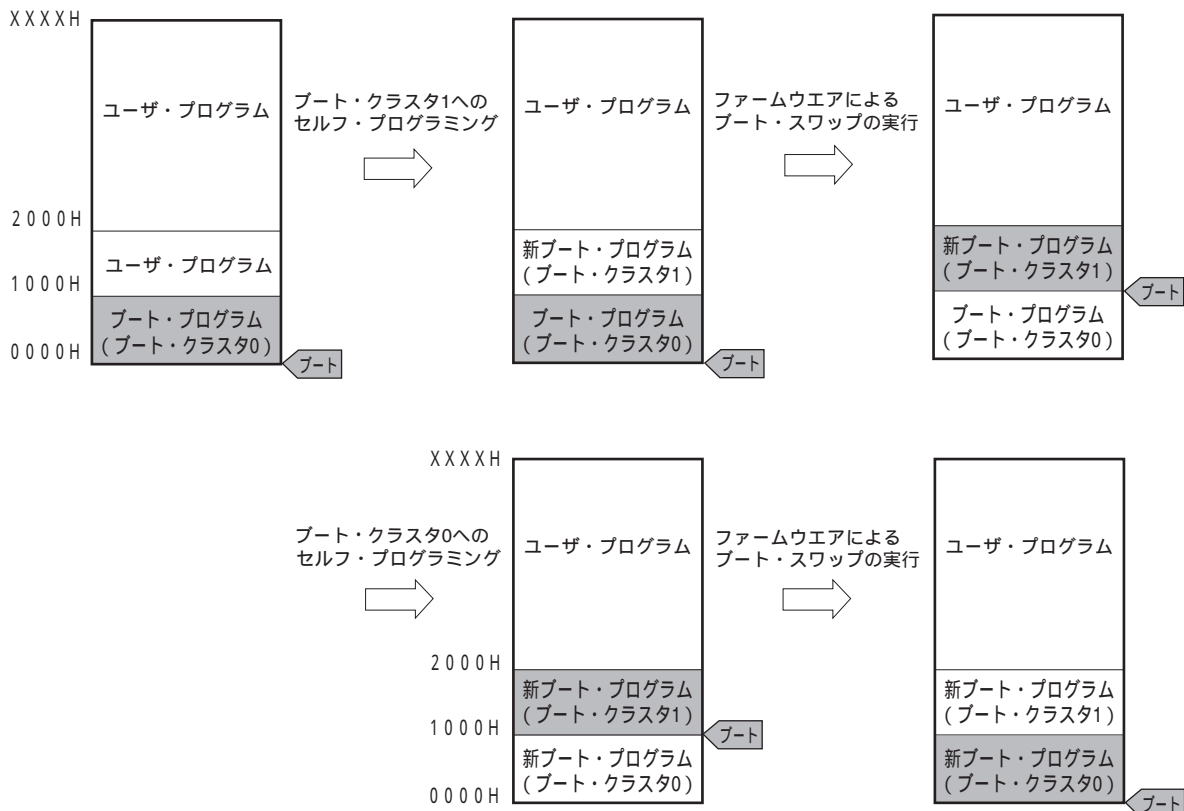 XXXXH
ユーザ・プログラム
2000H
ユーザ・プログラム
1000H
ブート・プログラム
(ブート・クラスタ0)
0000H
ブート
ブート・クラスタ1への
セルフ・プログラミング
ユーザ・プログラム
新ブート・プログラム
(ブート・クラスタ1)
ブート・プログラム
(ブート・クラスタ0)
ブート
ファームウエアによる
ブート・スワップの実行
ユーザ・プログラム
新ブート・プログラム
(ブート・クラスタ1)
ブート
ブート・プログラム
(ブート・クラスタ0)
ブート・クラスタ0への
セルフ・プログラミング
XXXXH
ユーザ・プログラム
2000H
新ブート・プログラム
(ブート・クラスタ1)
1000H
ブート
新ブート・プログラム
(ブート・クラスタ0)
0000H
ファームウエアによる
ブート・スワップの実行
ユーザ・プログラム
新ブート・プログラム
(ブート・クラスタ1)
新ブート・プログラム
(ブート・クラスタ0)
ブート